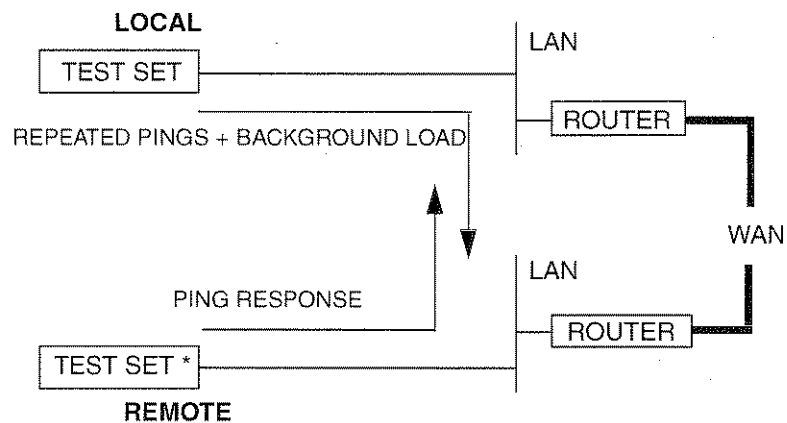 LOCAL
TEST SET
LAN
ROUTER
REPEATED PINGS + BACKGROUND LOAD
WAN
LAN
PING RESPONSE
ROUTER
TEST SET *
REMOTE